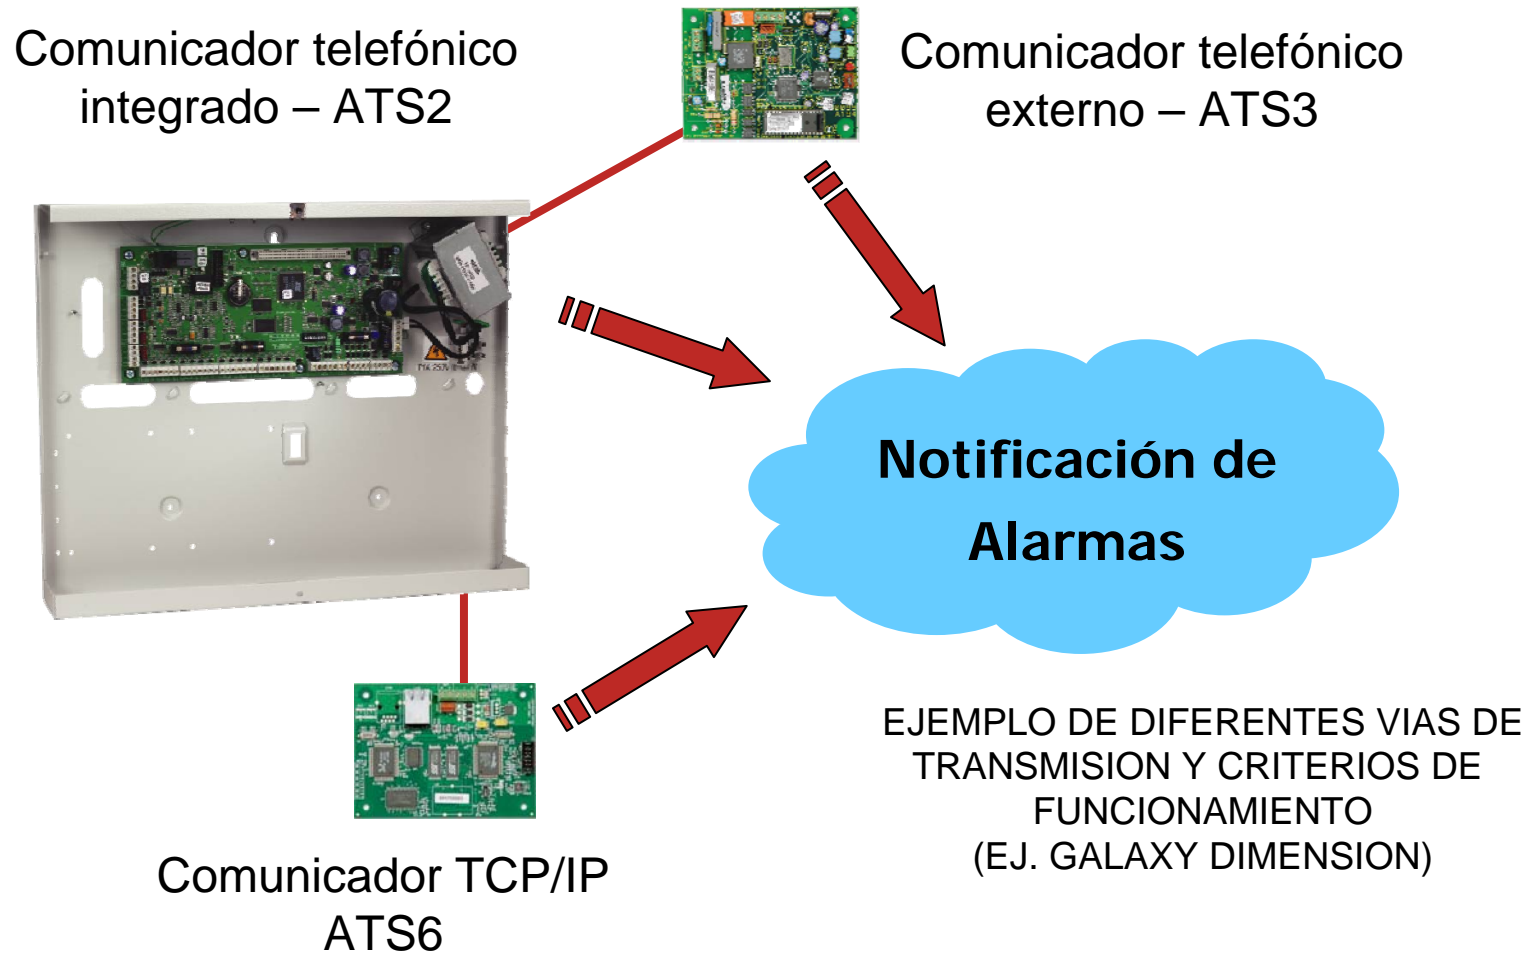 Comunicador telefónico
integrado – ATS2
Comunicador telefónico
externo – ATS3
Notificación de
Alarmas
Comunicador TCP/IP
ATS6
EJEMPLO DE DIFERENTES VIAS DE
TRANSMISION Y CRITERIOS DE
FUNCIONAMIENTO
(EJ. GALAXY DIMENSION)